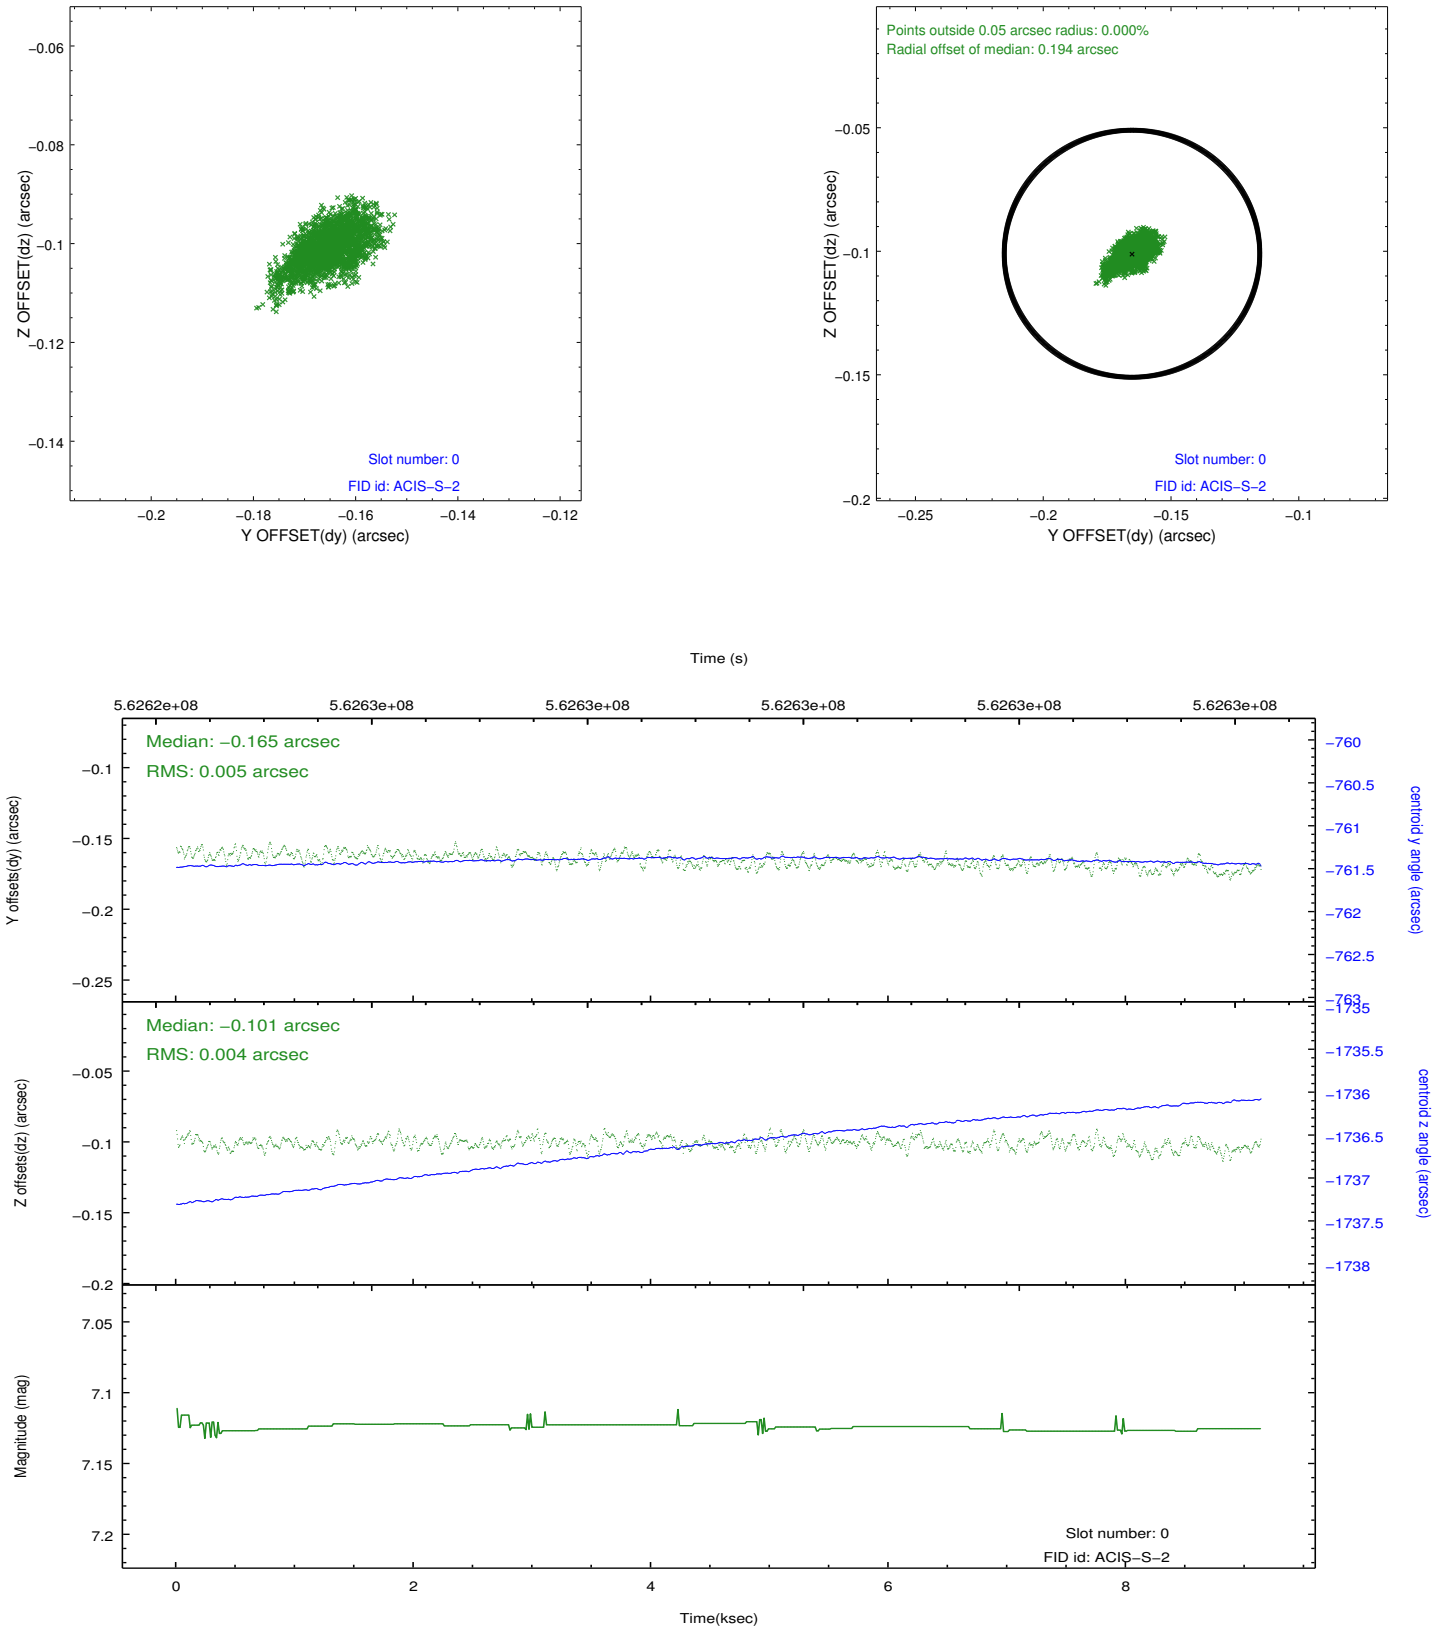 −0.06
−0.08
−0.1
−0.12
−0.14
Z OFFSET(dz) (arcsec)
Slot number: 0
FID id: ACIS−S−2
−0.2
−0.18
−0.16
−0.14
−0.12
Y OFFSET(dy) (arcsec)
Points outside 0.05 arcsec radius: 0.000%
Radial offset of median: 0.194 arcsec
−0.05
−0.1
−0.15
−0.2
Z OFFSET(dz) (arcsec)
Slot number: 0
FID id: ACIS−S−2
−0.25
−0.2
−0.15
−0.1
Y OFFSET(dy) (arcsec)
Time (s)
5.6262e+08
5.6263e+08
5.6263e+08
5.6263e+08
5.6263e+08
5.6263e+08
Median: −0.165 arcsec
RMS: 0.005 arcsec
−0.1
−0.15
−0.2
−0.25
Y offsets(dy) (arcsec)
−760
−760.5
−761
−761.5
−762
−762.5
−763
centroid y angle (arcsec)
Median: −0.101 arcsec
RMS: 0.004 arcsec
−0.05
−0.1
−0.15
−0.2
Z offsets(dz) (arcsec)
−1735
−1735.5
−1736
−1736.5
−1737
−1737.5
−1738
centroid z angle (arcsec)
7.05
7.1
7.15
7.2
Magnitude (mag)
Slot number: 0
FID id: ACIS−S−2
0
2
4
6
8
Time(ksec)